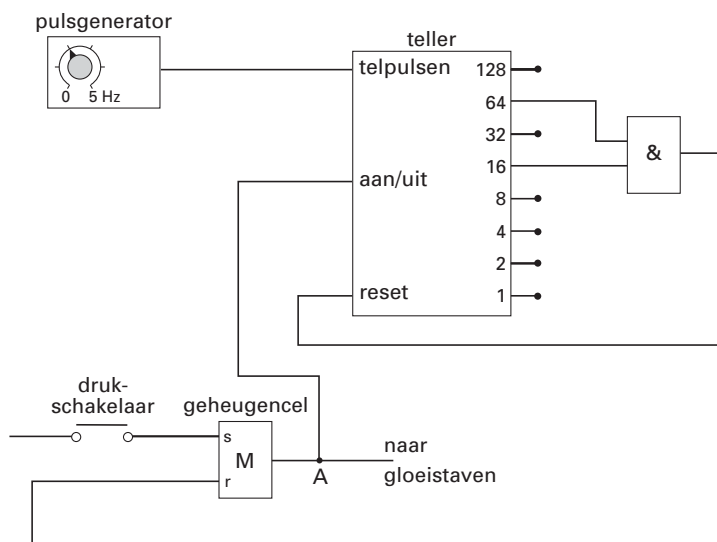 pulsgenerator
0 5 Hz
teller
telpulsen
aan/uit
reset
128
64
32
16
8
4
2
1
&
druk-
schakelaar
geheugencel
s
M
r
A
naar
gloeistaven